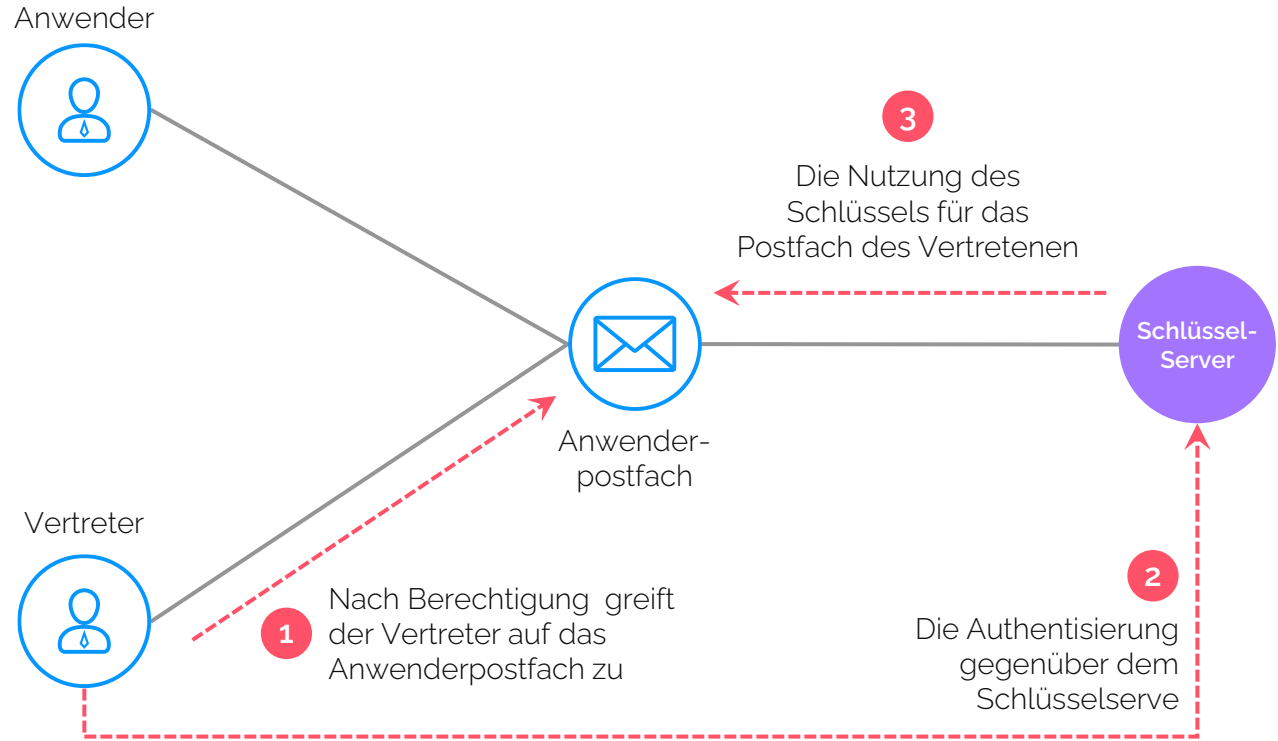 Anwender
3
Die Nutzung des
Schlüssels für das
Postfach des Vertretenen
Schlüssel-
Server
Anwender-
postfach
Vertreter
1
Nach Berechtigung  greift
der Vertreter auf das
Anwenderpostfach zu
2
Die Authentisierung
gegenüber dem
Schlüsselserve